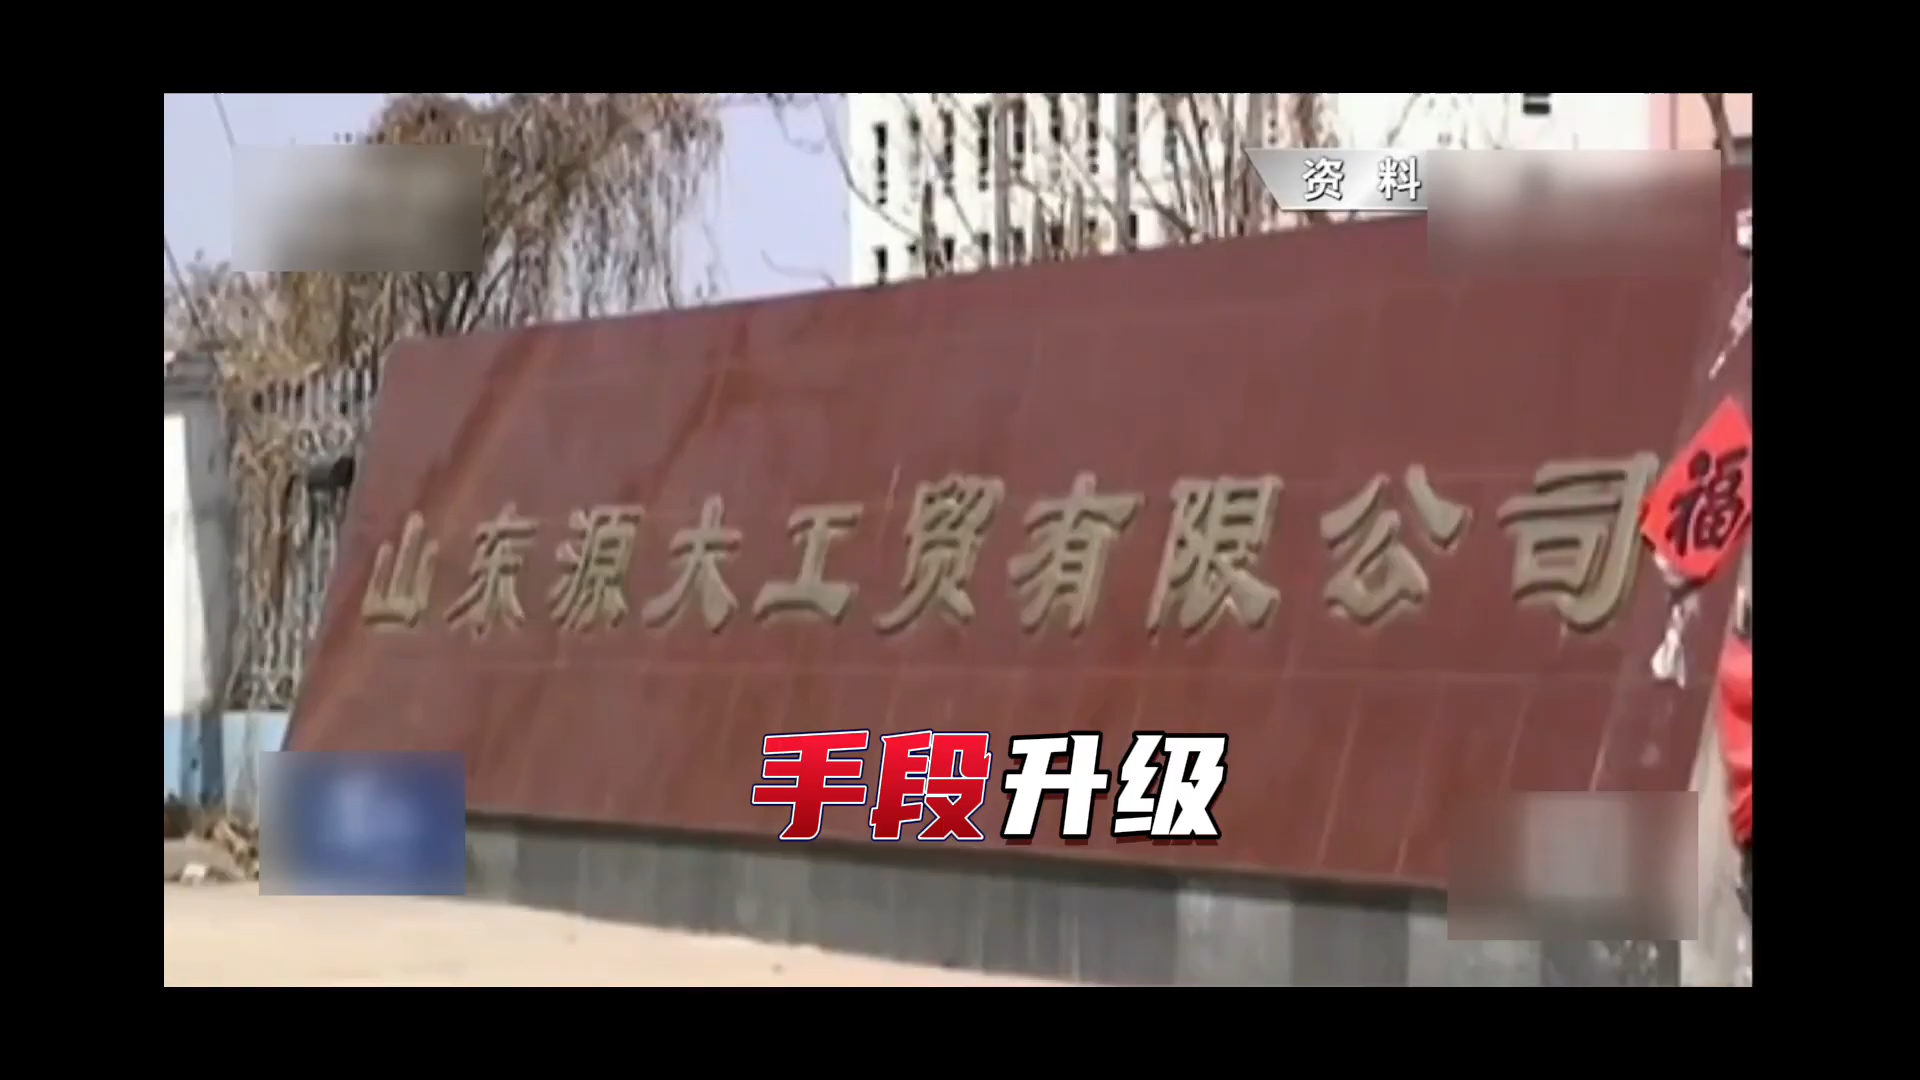 资料
山东源大工贸有限公司
福
手段升级